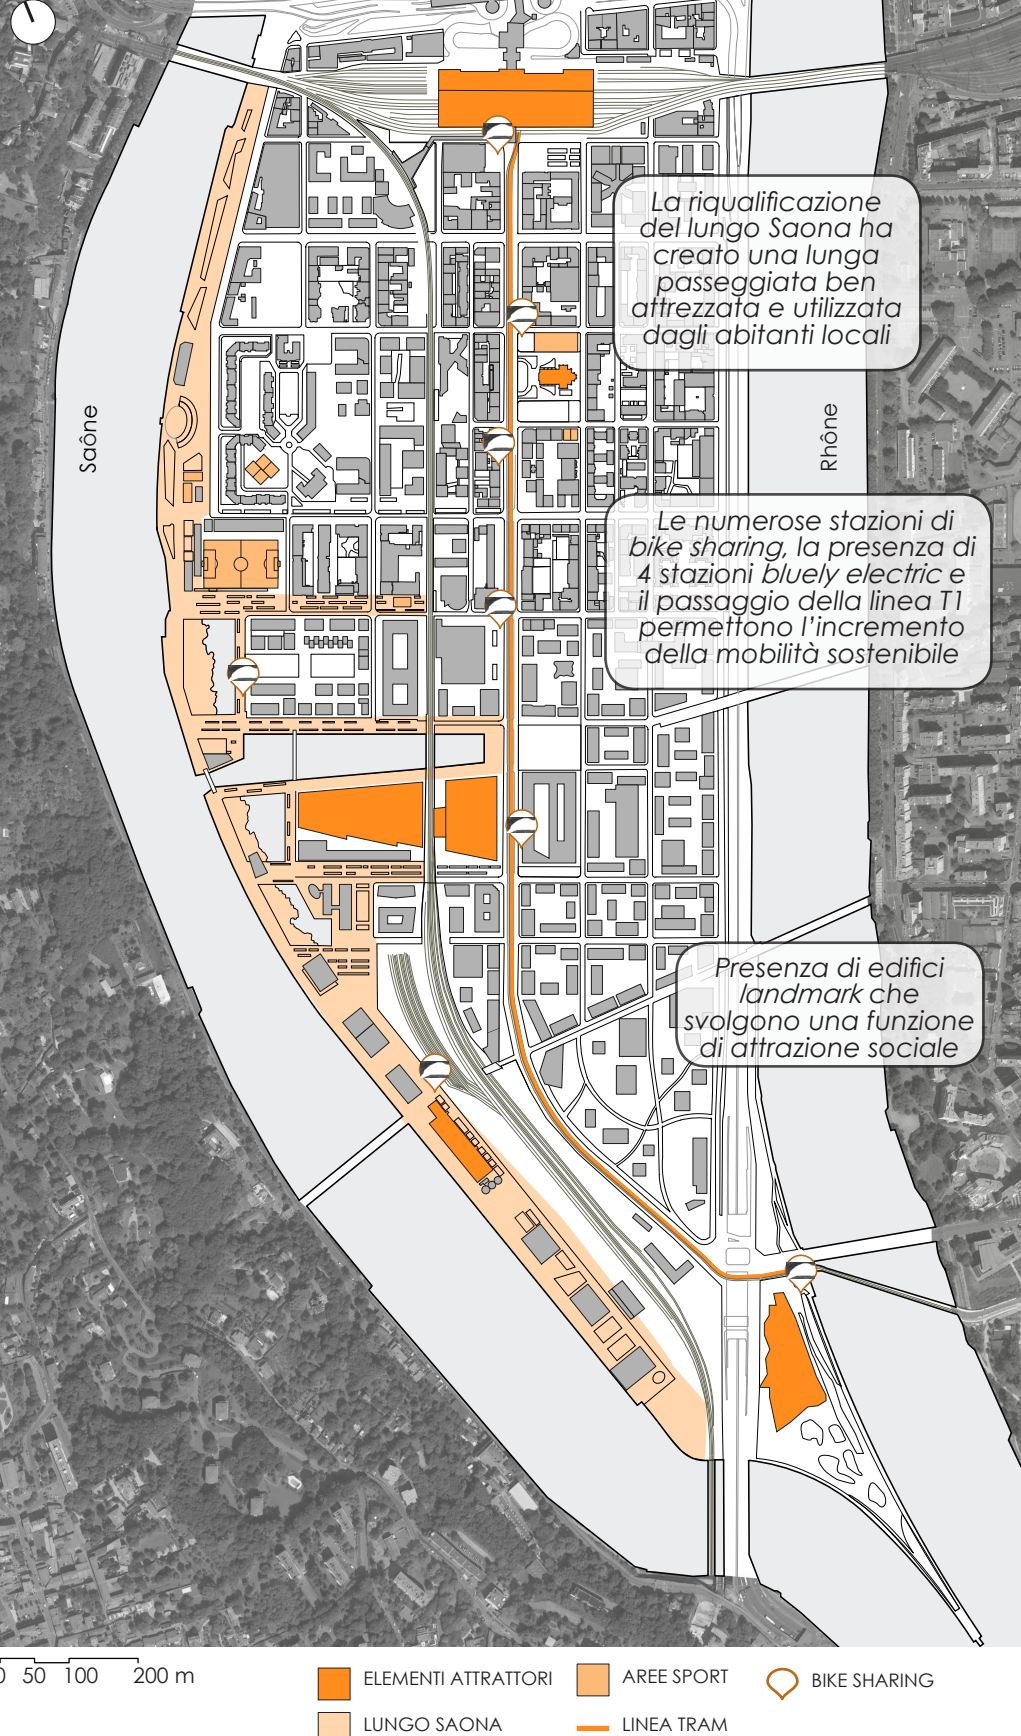 La riqualificazione
del lungo Saona ha
creato una lunga
passeggiata ben
attrezzata e utilizzata
dagli abitanti locali
Saône
Rhône
Le numerose stazioni di
bike sharing, la presenza di
4 stazioni bluely electric e
il passaggio della linea T1
permettono l'incremento
della mobilità sostenibile
Presenza di edifici
landmark che
svolgono una funzione
di attrazione sociale
0 50 100 200 m
ELEMENTI ATTRATTORI
AREE SPORT
BIKE SHARING
LUNGO SAONA
LINEA TRAM